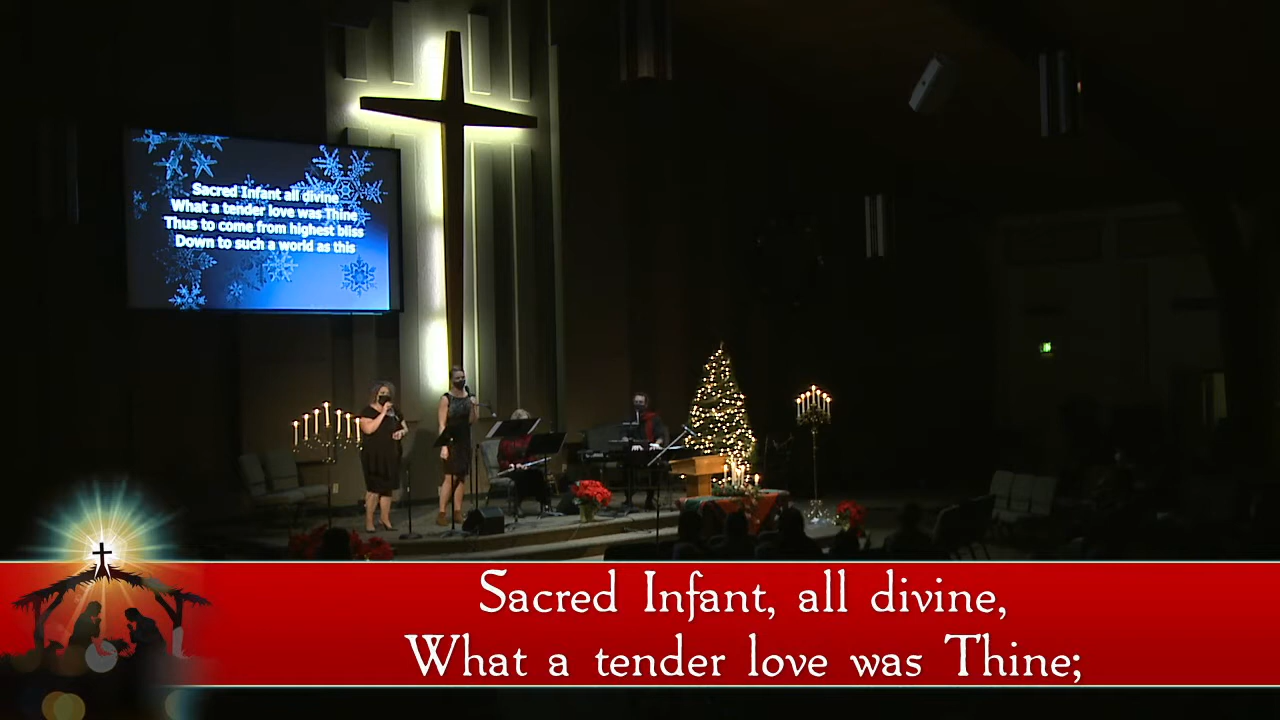 Sacred Infant all divine
What a tender love was Thine
Thus to come from highest bliss
Down to such a world as this
Sacred Infant, all divine,
What a tender love was Thine;